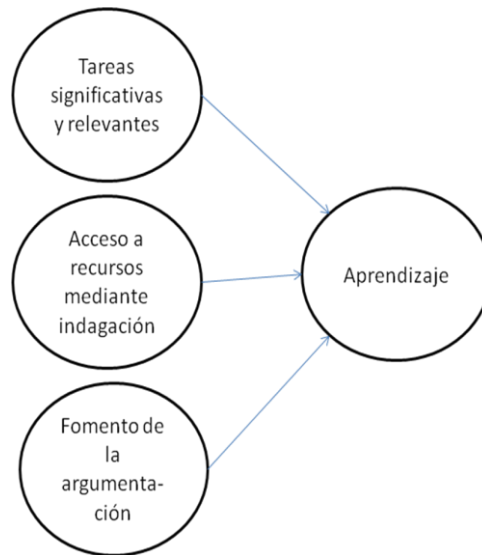 Tareas
significativas
y relevantes
Acceso a
recursos
mediante
indagación
Aprendizaje
Fomento de
la
argumenta-
ción